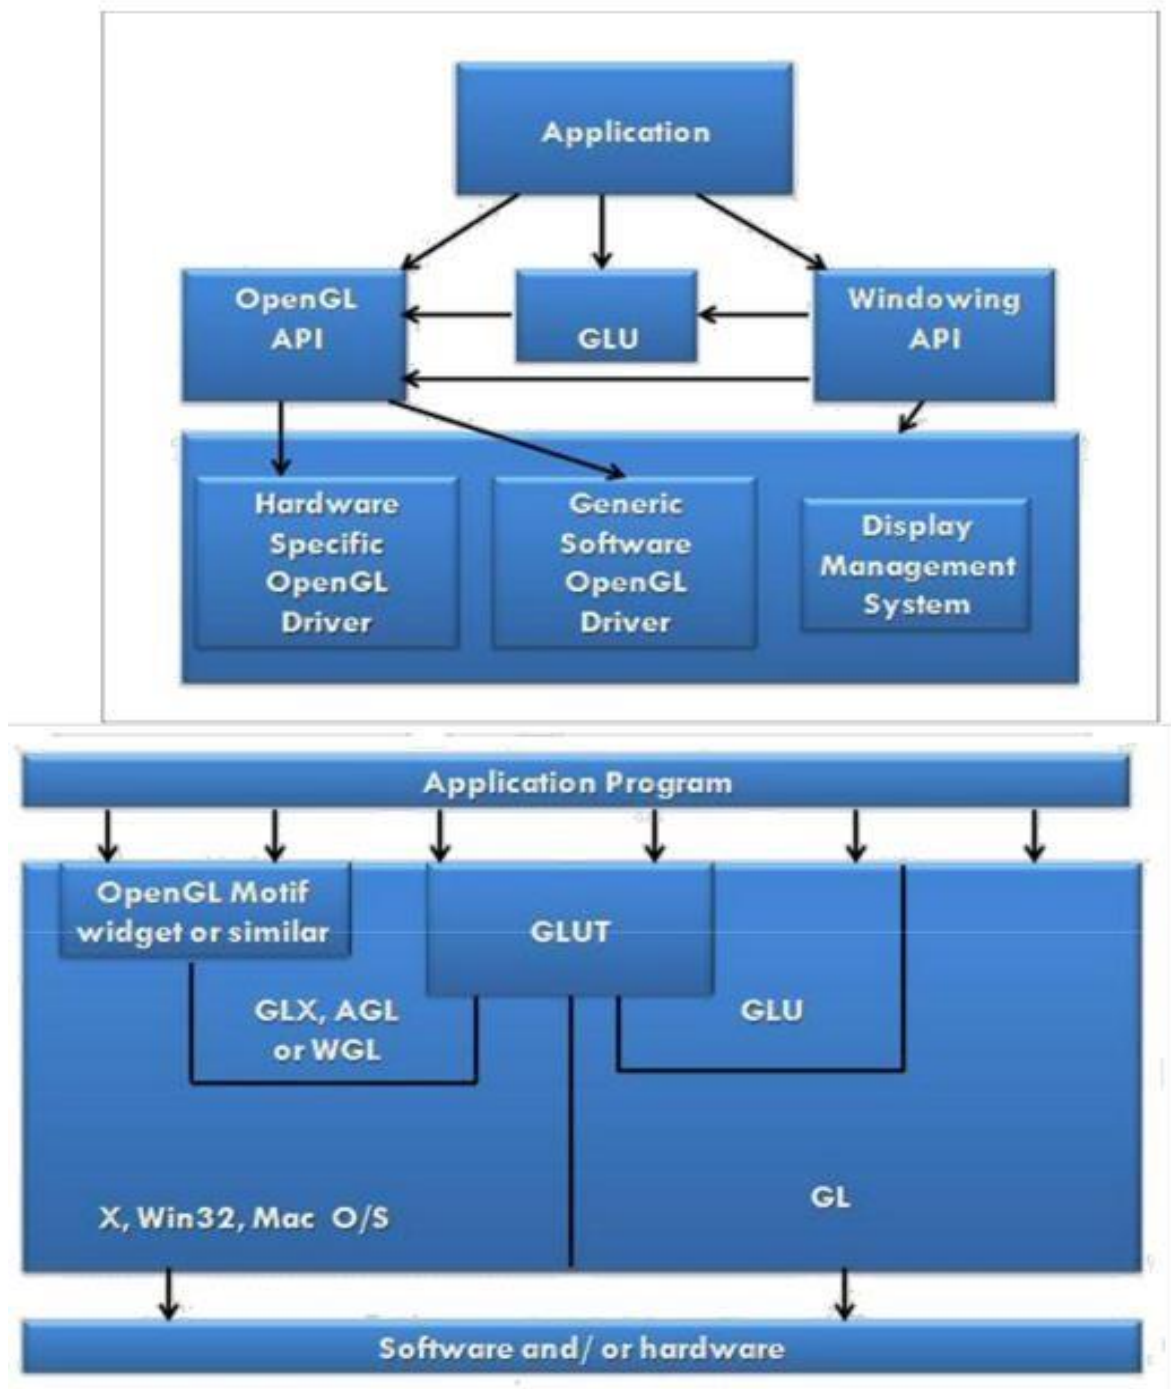 Application
OpenGL
API
GLU
Windowing
API
Hardware
Specific
OpenGL
Driver
Generic
Software
OpenGL
Driver
Display
Management
System
Application Program
OpenGL Motif
widget or similar
GLUT
GLX, AGL
or WGL
GLU
X, Win32, Mac O/S
GL
Software and/ or hardware